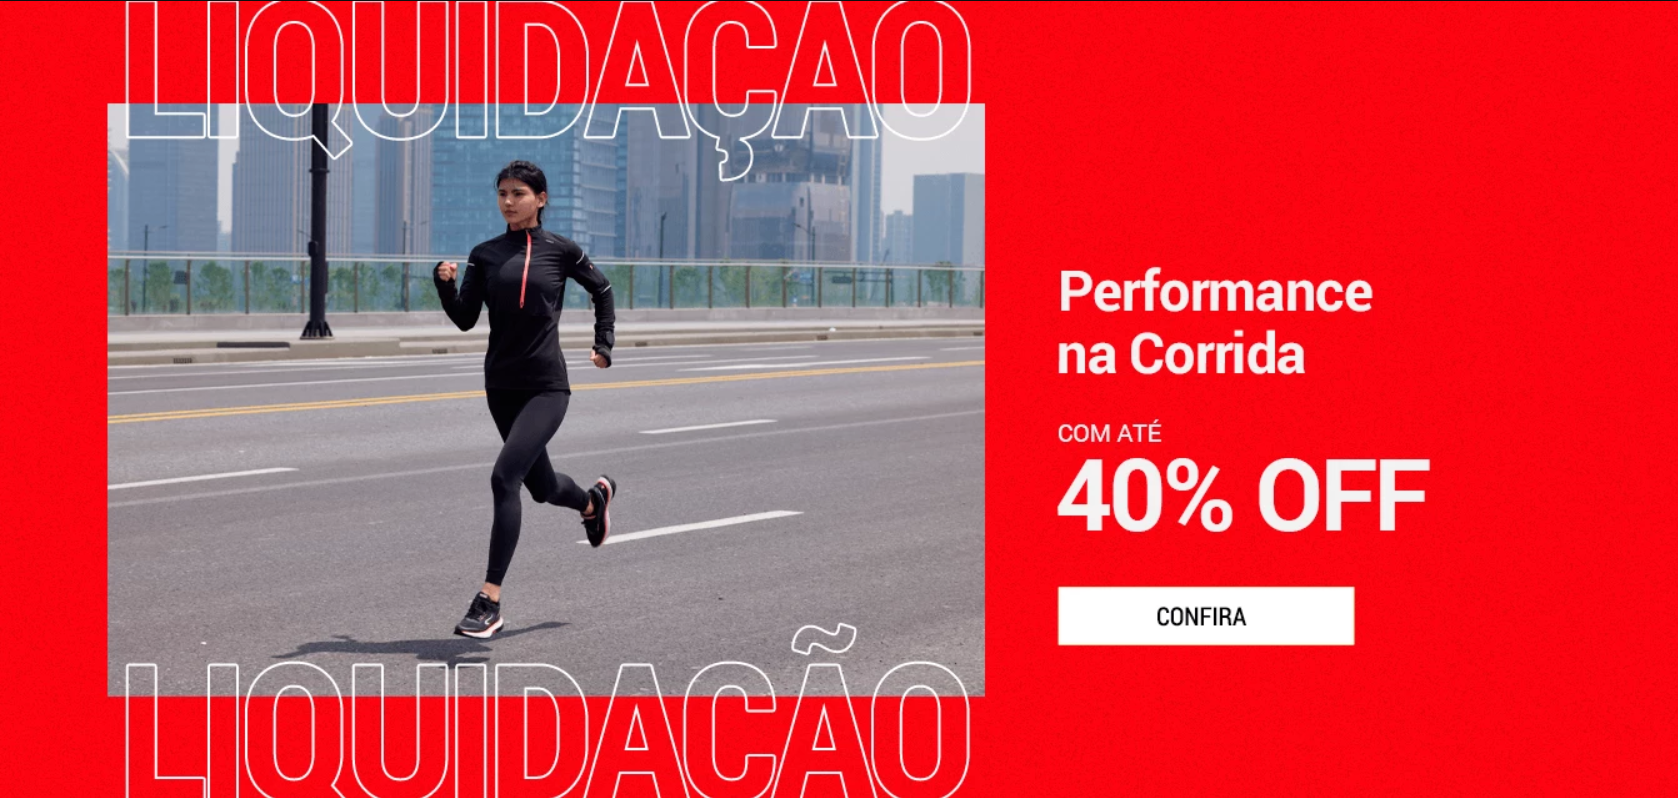 LIQUIDAÇÃO
Performance
na Corrida
COM ATÉ
40% OFF
CONFIRA
LIQUIDAÇÃO